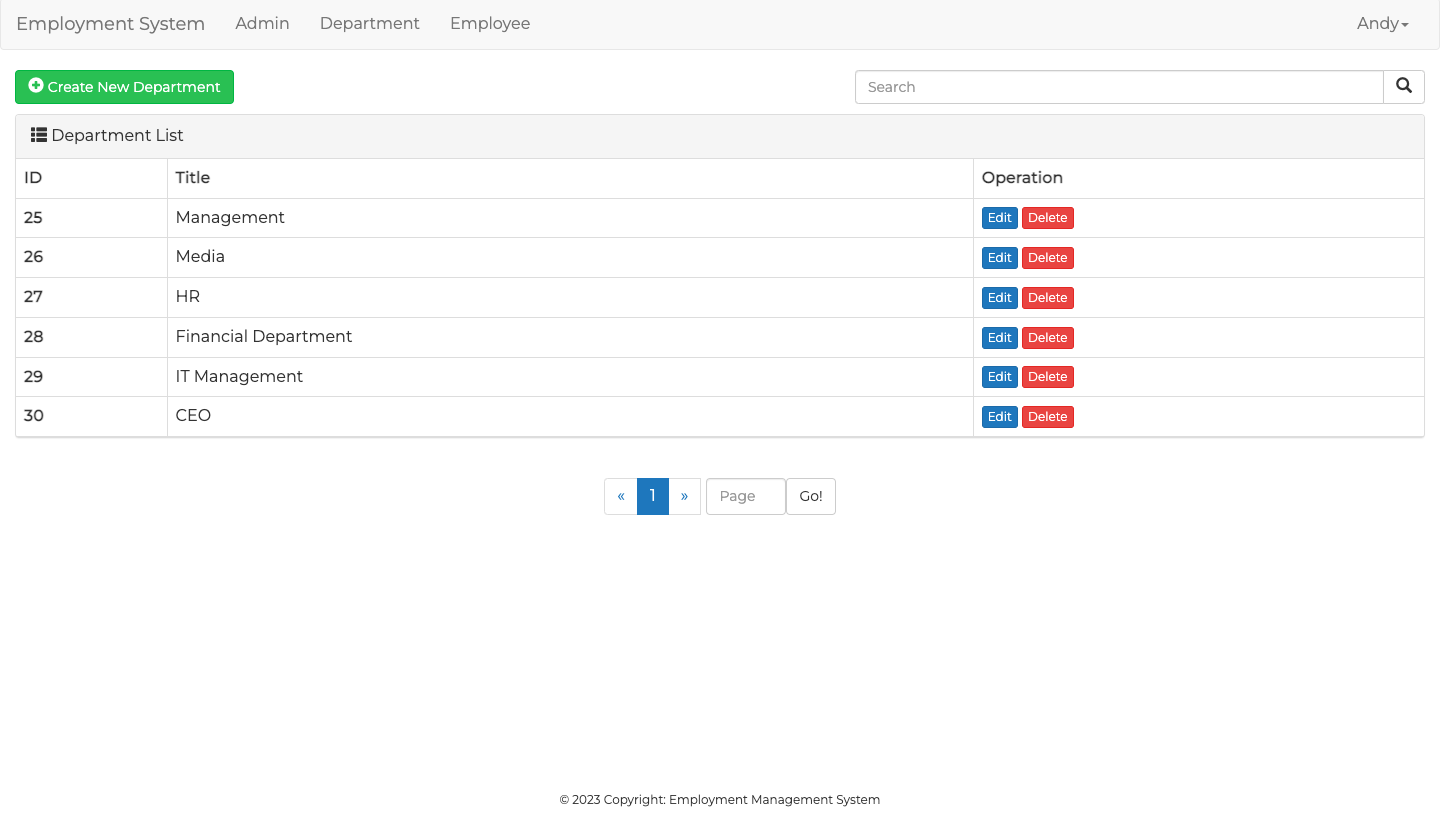 Employment System Admin Department Employee Andy
Create New Department Search
Department List
ID Title Operation
25 Management Edit Delete
26 Media Edit Delete
27 HR Edit Delete
28 Financial Department Edit Delete
29 IT Management Edit Delete
30 CEO Edit Delete
« 1 » Page Go!
© 2023 Copyright: Employment Management System